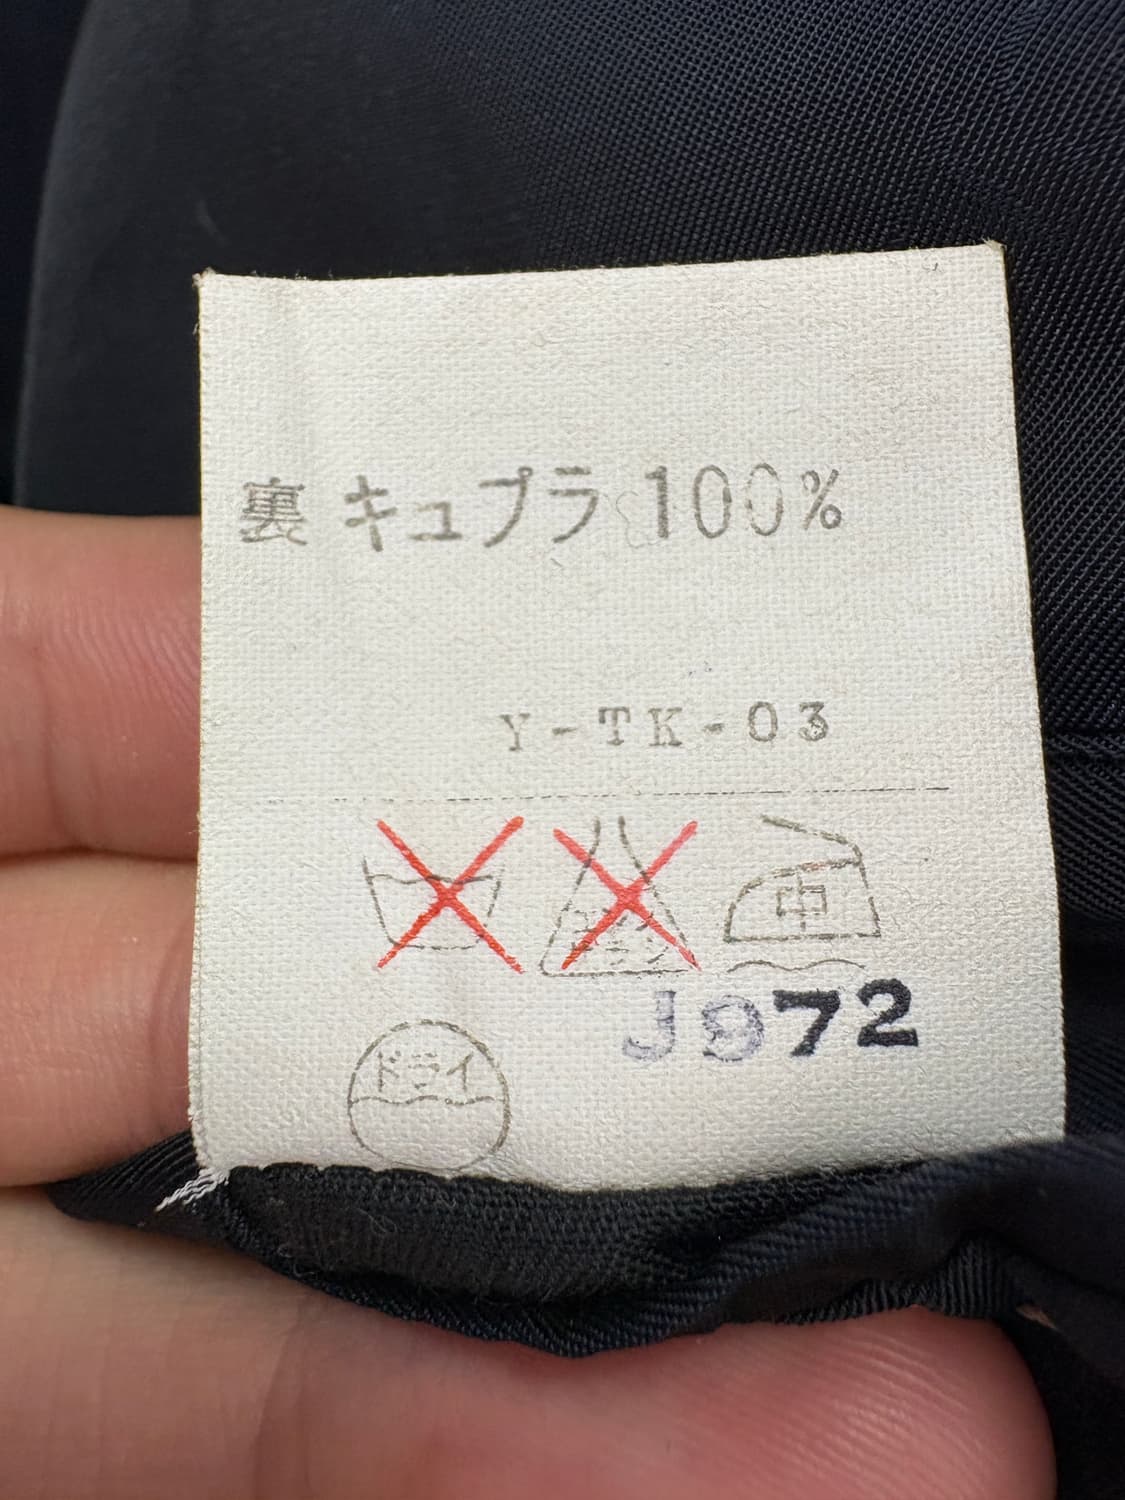 裏 キュプラ 100%
Y-TK-03
中
J972
ドライ